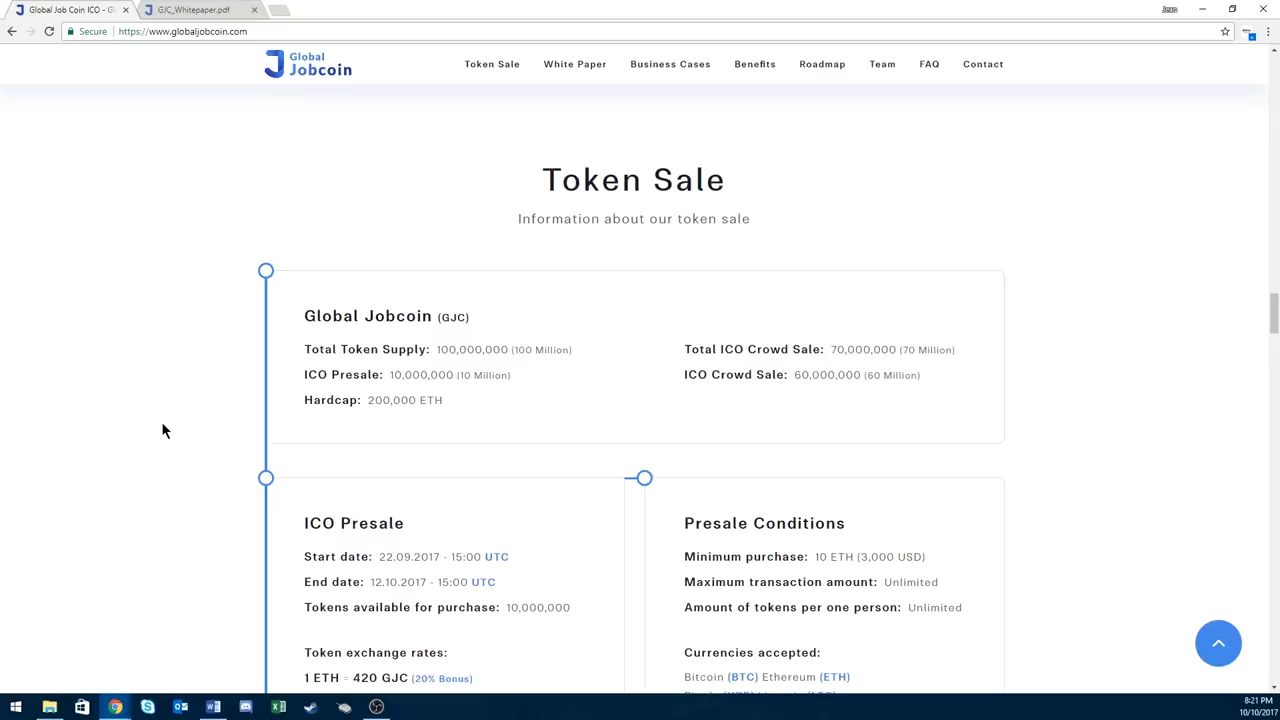 Global Job Coin ICO - G
GJC_Whitepaper.pdf
Secure
https://www.globaljobcoin.com
Global
Jobcoin
Token Sale
White Paper
Business Cases
Benefits
Roadmap
Team
FAQ
Contact
Token Sale
Information about our token sale
Global Jobcoin (GJC)
Total Token Supply: 100,000,000 (100 Million)
Total ICO Crowd Sale: 70,000,000 (70 Million)
ICO Presale: 10,000,000 (10 Million)
ICO Crowd Sale: 60,000,000 (60 Million)
Hardcap: 200,000 ETH
ICO Presale
Start date: 22.09.2017 - 15:00 UTC
End date: 12.10.2017 - 15:00 UTC
Tokens available for purchase: 10,000,000
Token exchange rates:
1 ETH = 420 GJC (20% Bonus)
Presale Conditions
Minimum purchase: 10 ETH (3,000 USD)
Maximum transaction amount: Unlimited
Amount of tokens per one person: Unlimited
Currencies accepted:
Bitcoin (BTC) Ethereum (ETH)
8:21 PM
10/10/2017